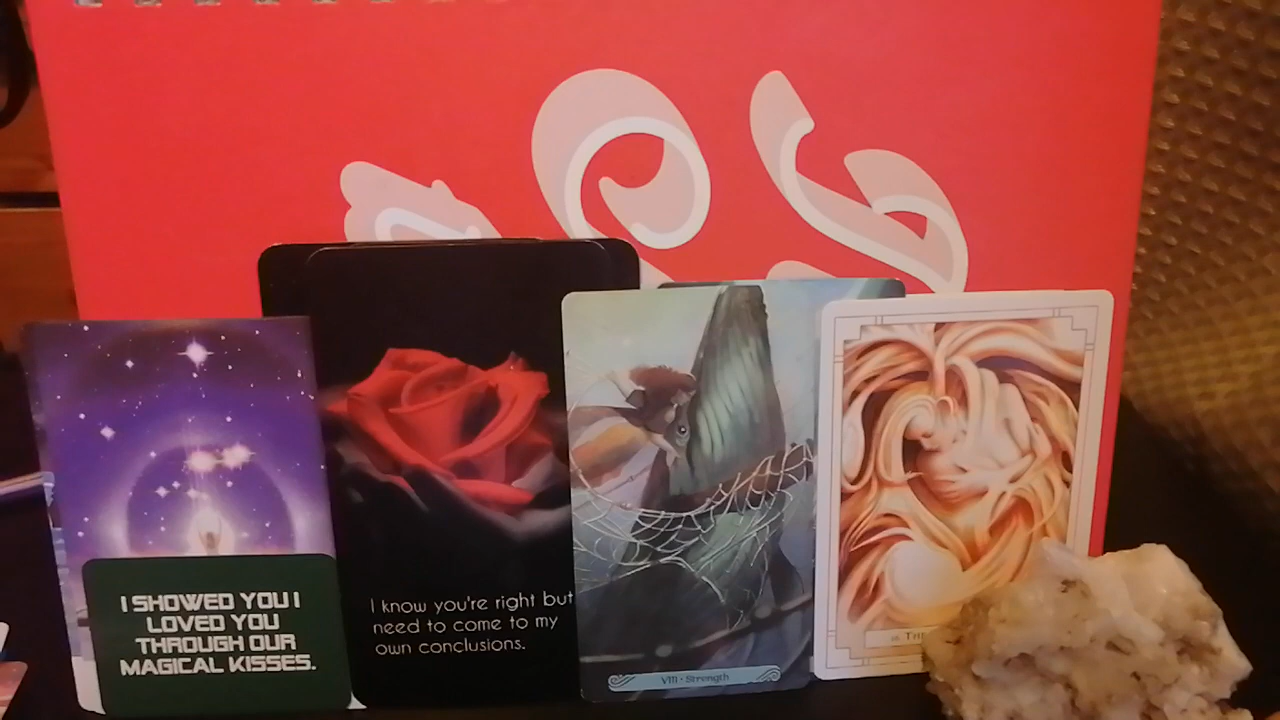 I SHOWED YOU I
LOVED YOU
THROUGH OUR
MAGICAL KISSES.
I know you're right but
need to come to my
own conclusions.
VIII • Strength